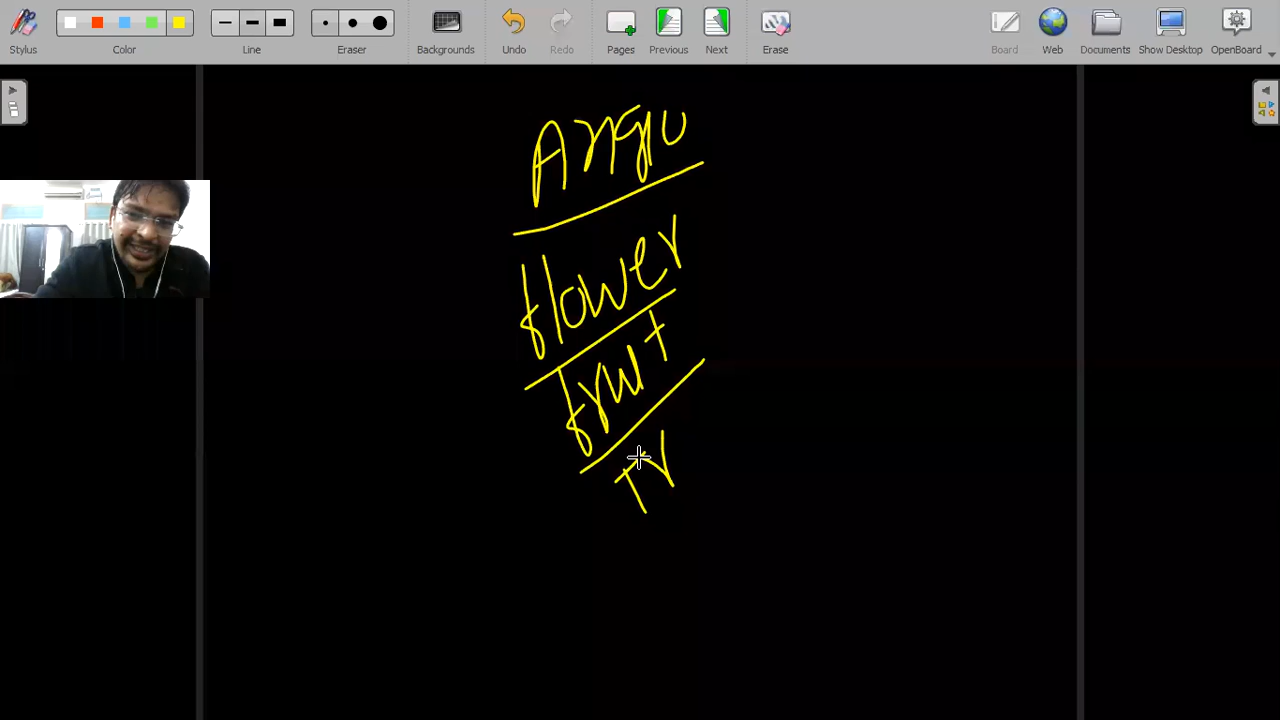 Stylus Color Line Eraser Backgrounds Undo Redo Pages Previous Next Erase Board Web Documents Show Desktop OpenBoard
Angio
flower
fruit
Tr